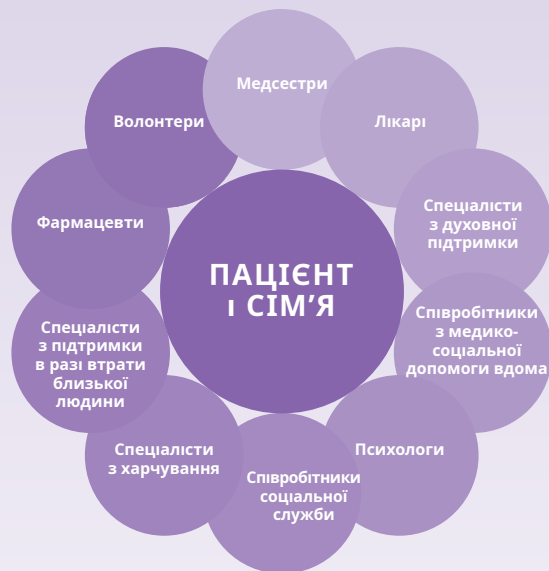 Медсестри
Лікарі
Спеціалісти
з духовної
підтримки
Співробітники
з медико-
соціальної
допомоги вдома
Психологи
Співробітники
соціальної
служби
Спеціалісти
з харчування
Спеціалісти
з підтримки
в разі втрати
близької
людини
Фармацевти
Волонтери
ПАЦІЄНТ
і СІМ’Я